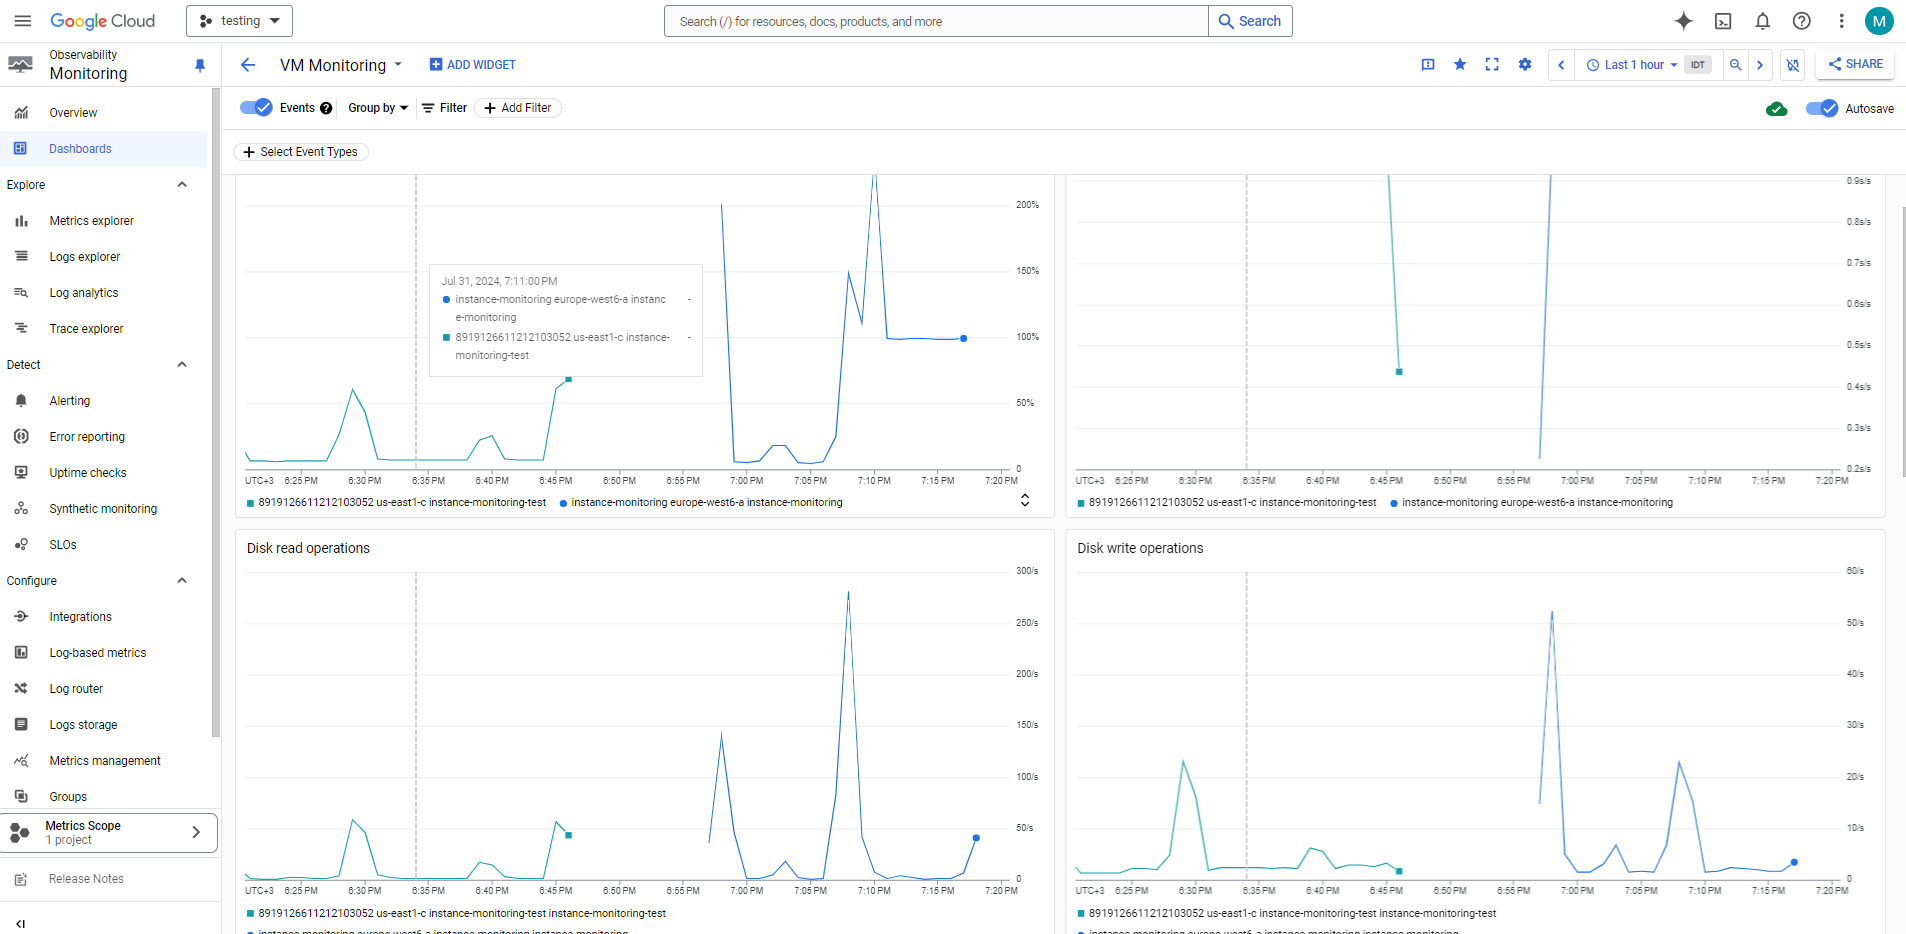 Google Cloud
testing
Search (/) for resources, docs, products, and more
Search
M
Observability
Monitoring
VM Monitoring
ADD WIDGET
Last 1 hour
IDT
SHARE
Events
Group by
Filter
Add Filter
Autosave
Select Event Types
Overview
Dashboards
Explore
Metrics explorer
Logs explorer
Log analytics
Trace explorer
Detect
Alerting
Error reporting
Uptime checks
Synthetic monitoring
SLOs
Configure
Integrations
Log-based metrics
Log router
Logs storage
Metrics management
Groups
Metrics Scope
1 project
Release Notes
200%
150%
100%
50%
0
Jul 31, 2024, 7:11:00 PM
instance-monitoring europe-west6-a instanc -
e-monitoring
8919126611212103052 us-east1-c instance- -
monitoring-test
UTC+3 6:25 PM 6:30 PM 6:35 PM 6:40 PM 6:45 PM 6:50 PM 6:55 PM 7:00 PM 7:05 PM 7:10 PM 7:15 PM 7:20 PM
8919126611212103052 us-east1-c instance-monitoring-test instance-monitoring europe-west6-a instance-monitoring
0.9s/s
0.8s/s
0.7s/s
0.6s/s
0.5s/s
0.4s/s
0.3s/s
0.2s/s
UTC+3 6:25 PM 6:30 PM 6:35 PM 6:40 PM 6:45 PM 6:50 PM 6:55 PM 7:00 PM 7:05 PM 7:10 PM 7:15 PM 7:20 PM
8919126611212103052 us-east1-c instance-monitoring-test instance-monitoring europe-west6-a instance-monitoring
Disk read operations
300/s
250/s
200/s
150/s
100/s
50/s
0
UTC+3 6:25 PM 6:30 PM 6:35 PM 6:40 PM 6:45 PM 6:50 PM 6:55 PM 7:00 PM 7:05 PM 7:10 PM 7:15 PM 7:20 PM
8919126611212103052 us-east1-c instance-monitoring-test instance-monitoring-test
instance-monitoring europe-west6-a instance-monitoring instance-monitoring
Disk write operations
60/s
50/s
40/s
30/s
20/s
10/s
0
UTC+3 6:25 PM 6:30 PM 6:35 PM 6:40 PM 6:45 PM 6:50 PM 6:55 PM 7:00 PM 7:05 PM 7:10 PM 7:15 PM 7:20 PM
8919126611212103052 us-east1-c instance-monitoring-test instance-monitoring-test
instance-monitoring europe-west6-a instance-monitoring instance-monitoring